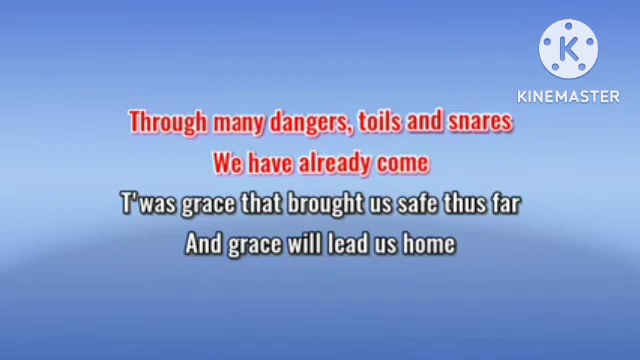 KINEMASTER
Through many dangers, toils and snares
We have already come
T'was grace that brought us safe thus far
And grace will lead us home